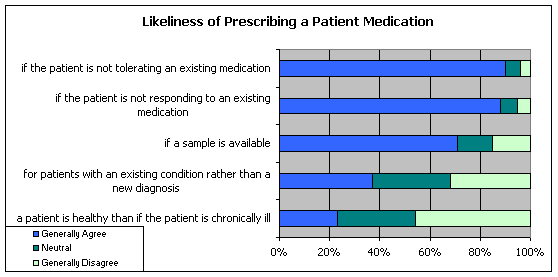 Likeliness of Prescribing a Patient Medication
if the patient is not tolerating an existing medication
if the patient is not responding to an existing
medication
if a sample is available
for patients with an existing condition rather than a
new diagnosis
a patient is healthy than if the patient is chronically ill
Generally Agree
Neutral
Generally Disagree
0% 20% 40% 60% 80% 100%